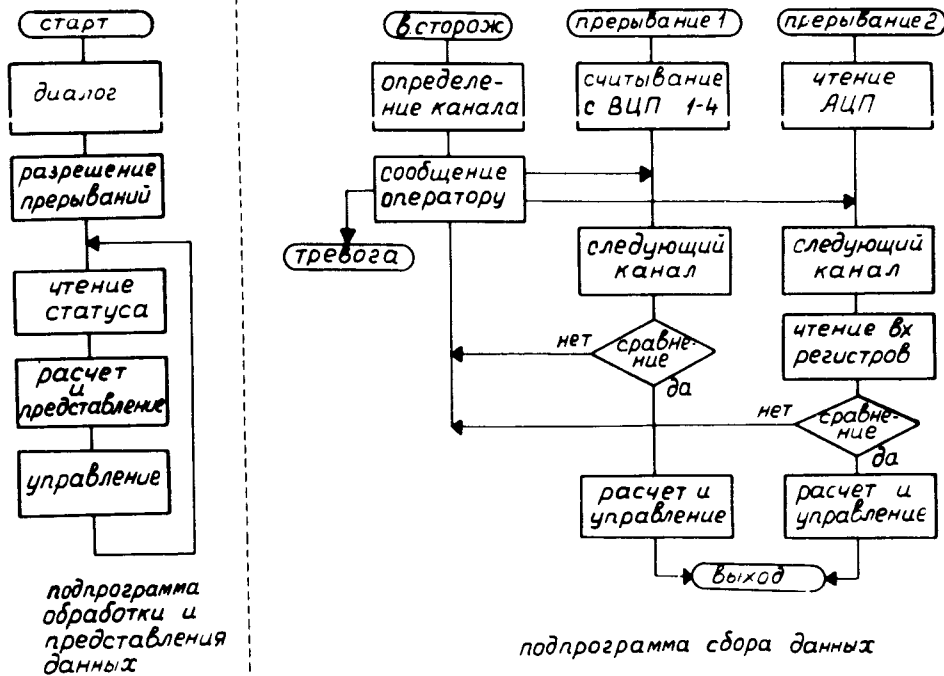 старт
диалог
разрешение
прерываний
чтение
статуса
расчет
и
представление
управление
подпрограмма
обработки и
представления
данных
в.сторож
определе-
ние канала
сообщение
оператору
тревога
прерывание 1
считывание
с ВЦП 1-4
следующий
канал
нет
сравне-
ние
да
расчет и
управление
прерывание 2
чтение
АЦП
следующий
канал
чтение вх
регистров
нет
сравне-
ние
да
расчет и
управление
выход
подпрограмма сбора данных